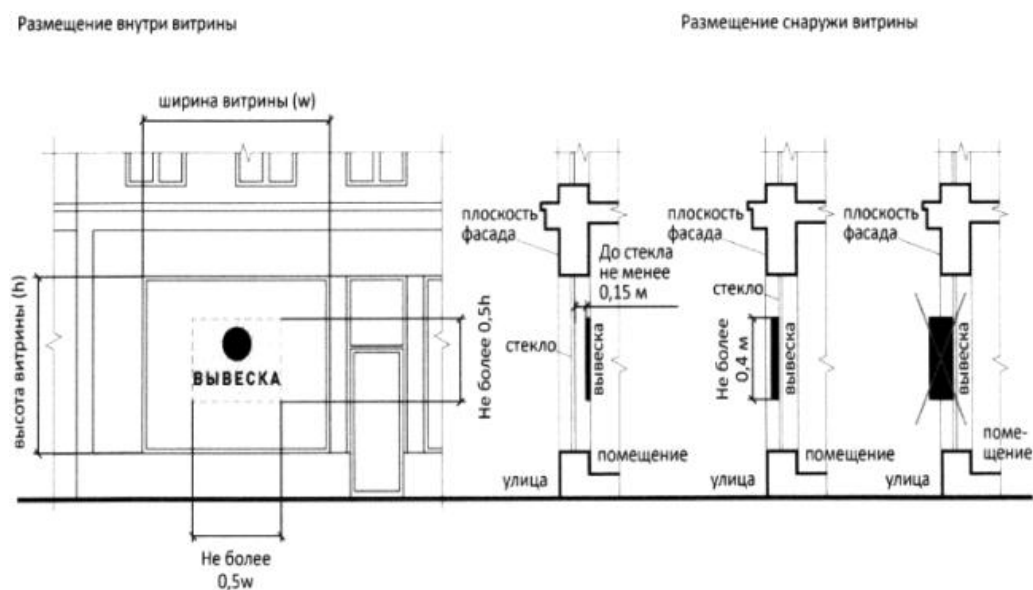 Размещение внутри витрины
Размещение снаружи витрины
ширина витрины (w)
высота витрины (h)
ВЫВЕСКА
Не более 0,5h
Не более
0,5w
плоскость
фасада
До стекла
не менее
0,15 м
стекло
вывеска
помещение
улица
плоскость
фасада
стекло
Не более
0,4 м
вывеска
помещение
улица
плоскость
фасада
вывеска
поме-
щение
улица